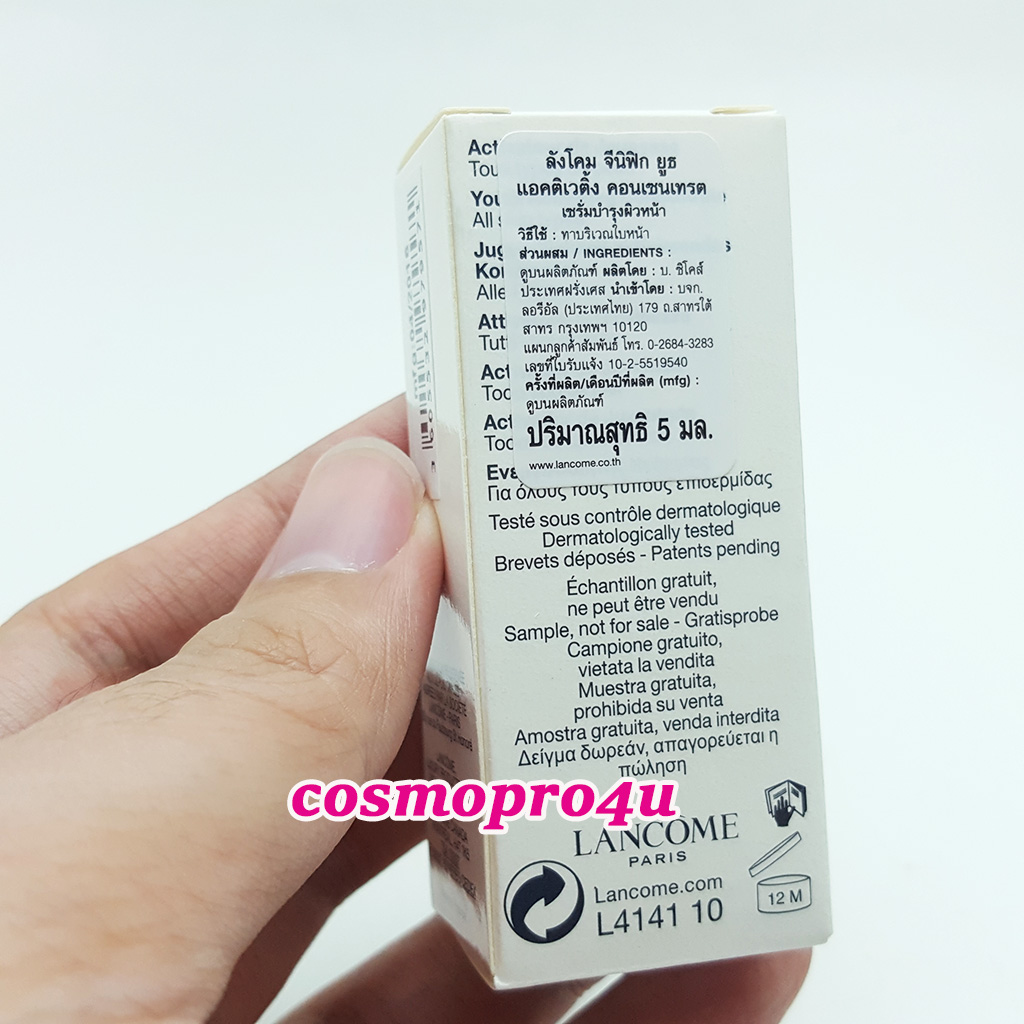 ลังโคม จีนิฟิก ยูธ
แอคติเวติ้ง คอนเซนเทรต
เซรั่มบำรุงผิวหน้า
วิธีใช้ : ทาบริเวณใบหน้า
ส่วนผสม / INGREDIENTS :
ดูบนผลิตภัณฑ์ ผลิตโดย : บ. ซิโคส์
ประเทศฝรั่งเศส นำเข้าโดย : บจก.
ลอรีอัล (ประเทศไทย) 179 ถ.สาทรใต้
สาทร กรุงเทพฯ 10120
แผนกลูกค้าสัมพันธ์ โทร. 0-2684-3283
เลขที่ใบรับแจ้ง 10-2-5519540
ครั้งที่ผลิต/เดือนปีที่ผลิต (mfg) :
ดูบนผลิตภัณฑ์
ปริมาณสุทธิ 5 มล.
www.lancome.co.th
Για όλους τους τύπους επιδερμίδας
Testé sous contrôle dermatologique
Dermatologically tested
Brevets déposés - Patents pending
Échantillon gratuit,
ne peut être vendu
Sample, not for sale - Gratisprobe
Campione gratuito,
vietata la vendita
Muestra gratuita,
prohibida su venta
Amostra gratuita, venda interdita
Δείγμα δωρεάν, απαγορεύεται η
πώληση
cosmopro4u
LANCÔME
PARIS
Lancome.com
L4141 10
12 M